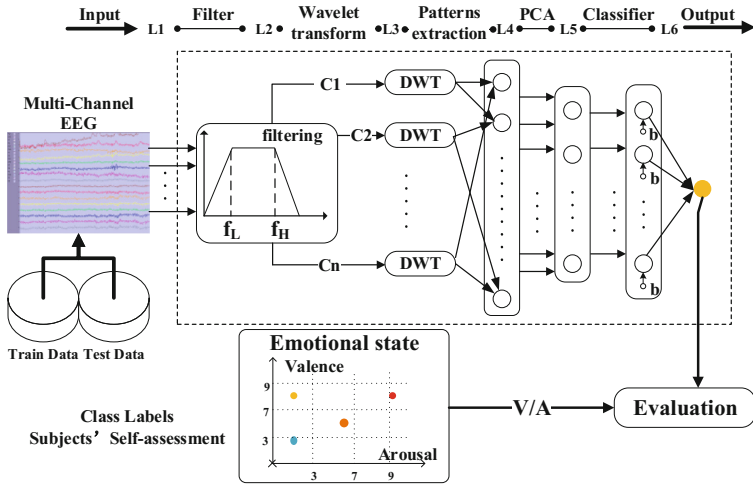 Input L1 Filter L2 Wavelet transform L3 Patterns extraction L4 PCA L5 Classifier L6 Output
Multi-Channel
EEG
filtering
f_L f_H
C1
C2
Cn
DWT
DWT
DWT
b
b
b
Train Data Test Data
Emotional state
Valence
9
7
3
3 7 9
Arousal
Class Labels
Subjects’ Self-assessment
V/A
Evaluation